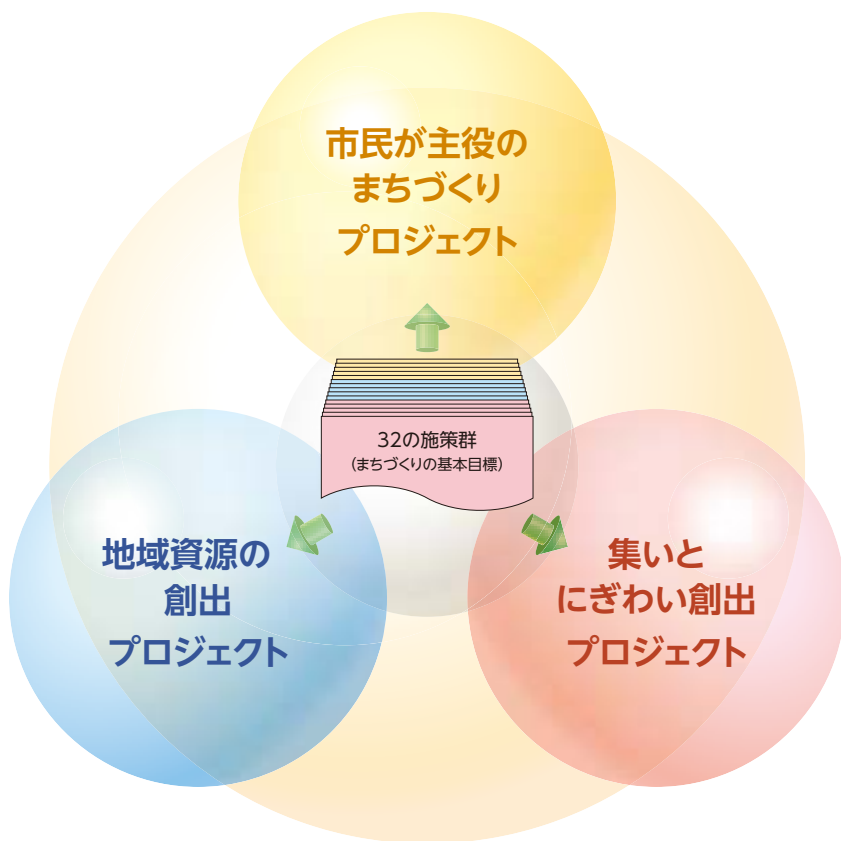 市民が主役の
まちづくり
プロジェクト
32の施策群
(まちづくりの基本目標)
地域資源の
創出
プロジェクト
集いと
にぎわい創出
プロジェクト